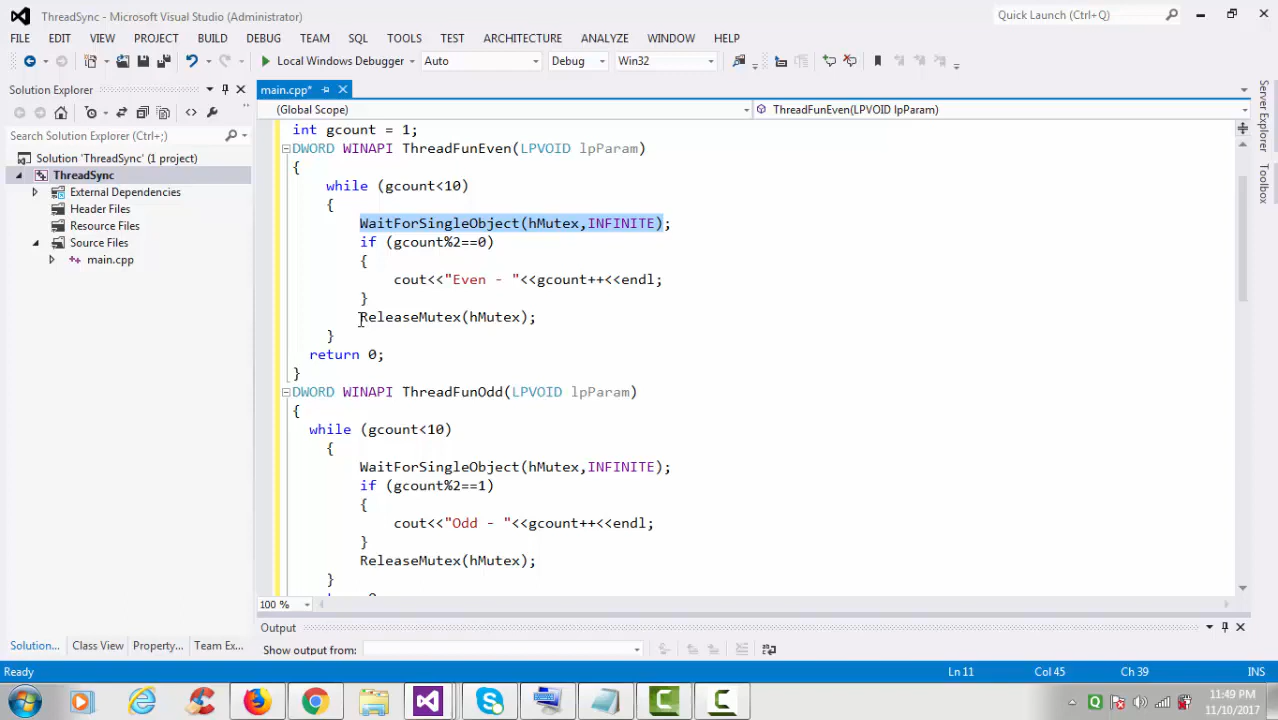 ThreadSync - Microsoft Visual Studio (Administrator)
Quick Launch (Ctrl+Q)
FILE EDIT VIEW PROJECT BUILD DEBUG TEAM SQL TOOLS TEST ARCHITECTURE ANALYZE WINDOW HELP
Local Windows Debugger Auto Debug Win32
Solution Explorer
Search Solution Explorer (Ctrl+;)
Solution 'ThreadSync' (1 project)
ThreadSync
External Dependencies
Header Files
Resource Files
Source Files
main.cpp
main.cpp*
(Global Scope) ThreadFunEven(LPVOID lpParam)
int gcount = 1;
DWORD WINAPI ThreadFunEven(LPVOID lpParam)
{
while (gcount<10)
{
WaitForSingleObject(hMutex,INFINITE);
if (gcount%2==0)
{
cout<<"Even - "<<gcount++<<endl;
}
ReleaseMutex(hMutex);
}
return 0;
}
DWORD WINAPI ThreadFunOdd(LPVOID lpParam)
{
while (gcount<10)
{
WaitForSingleObject(hMutex,INFINITE);
if (gcount%2==1)
{
cout<<"Odd - "<<gcount++<<endl;
}
ReleaseMutex(hMutex);
}
100 %
Server Explorer
Toolbox
Solution... Class View Property... Team Ex...
Output
Show output from:
Ready Ln 11 Col 45 Ch 39 INS
11:49 PM
11/10/2017